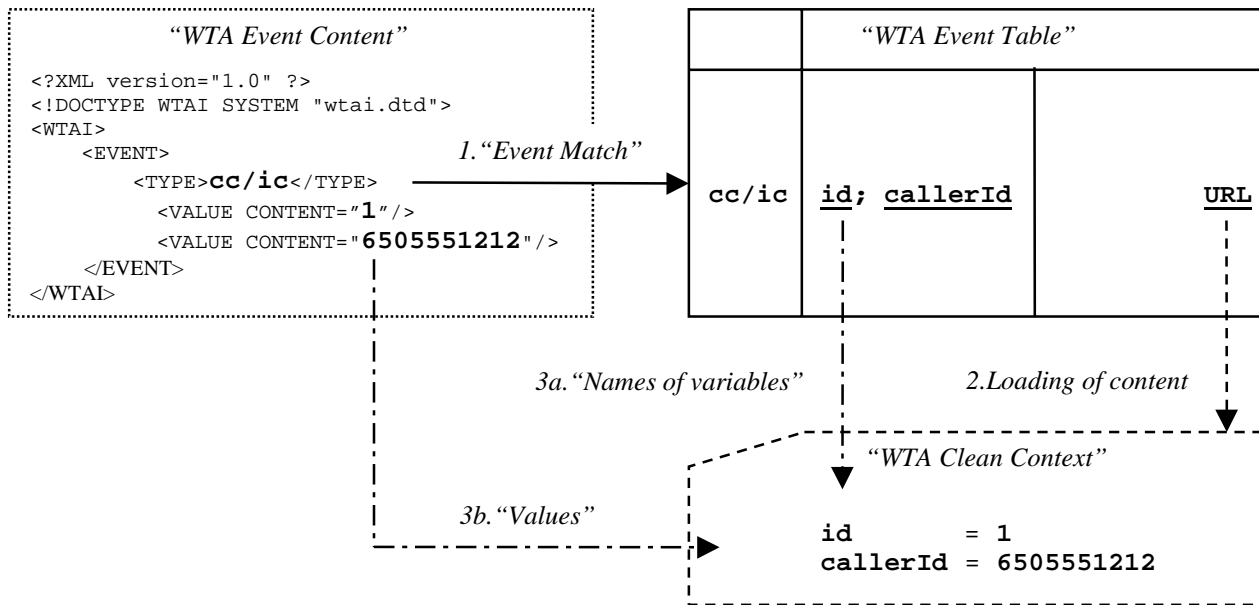 “WTA Event Content”
<?XML version="1.0" ?>
<!DOCTYPE WTAI SYSTEM "wtai.dtd">
<WTAI>
<EVENT>
<TYPE>cc/ic</TYPE>
<VALUE CONTENT=”1”/>
<VALUE CONTENT="6505551212"/>
</EVENT>
</WTAI>
1.“Event Match”
“WTA Event Table”
cc/ic id; callerId URL
3a.“Names of variables”
2.Loading of content
“WTA Clean Context”
3b.“Values”
id = 1
callerId = 6505551212